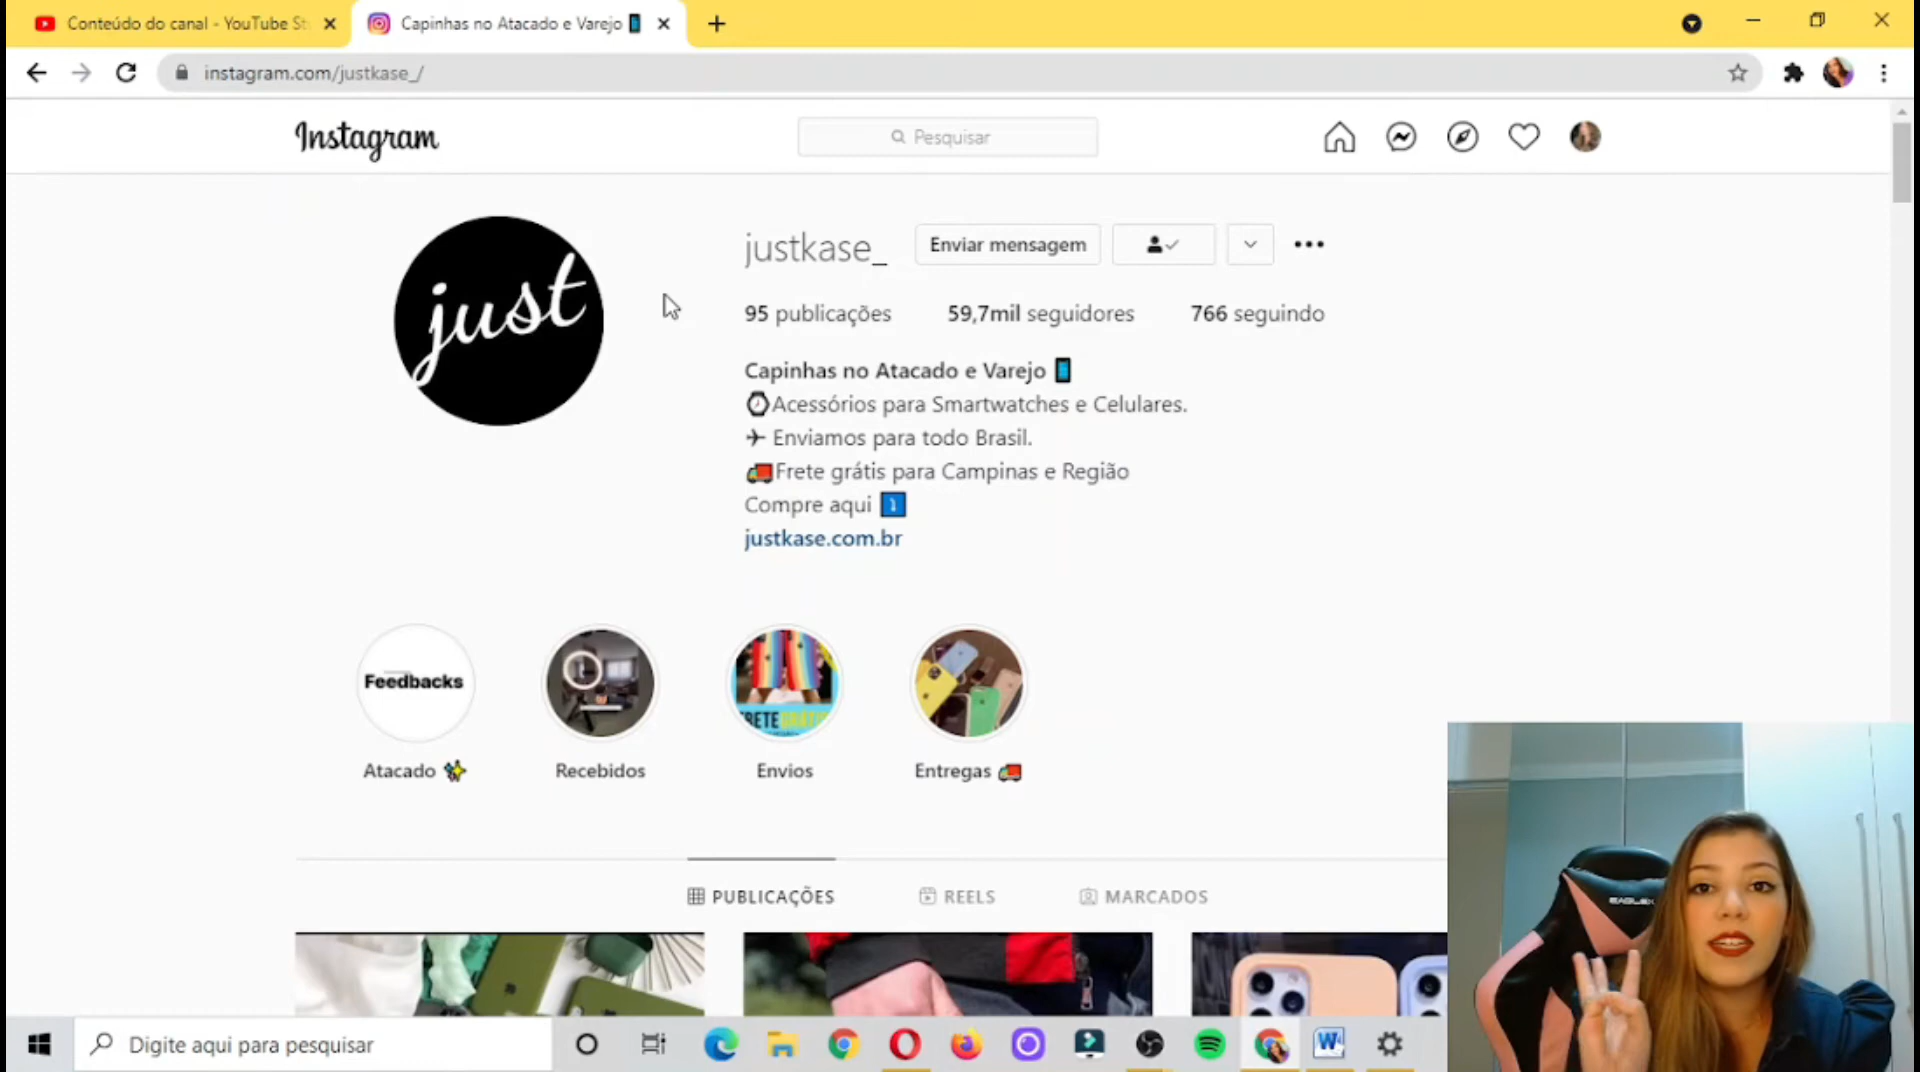 Conteúdo do canal - YouTube St
Capinhas no Atacado e Varejo
instagram.com/justkase_/
Instagram
Pesquisar
just
justkase_
Enviar mensagem
95 publicações
59,7mil seguidores
766 seguindo
Capinhas no Atacado e Varejo
Acessórios para Smartwatches e Celulares.
Enviamos para todo Brasil.
Frete grátis para Campinas e Região
Compre aqui
justkase.com.br
Feedbacks
Atacado
Recebidos
Envios
Entregas
PUBLICAÇÕES
REELS
MARCADOS
Digite aqui para pesquisar